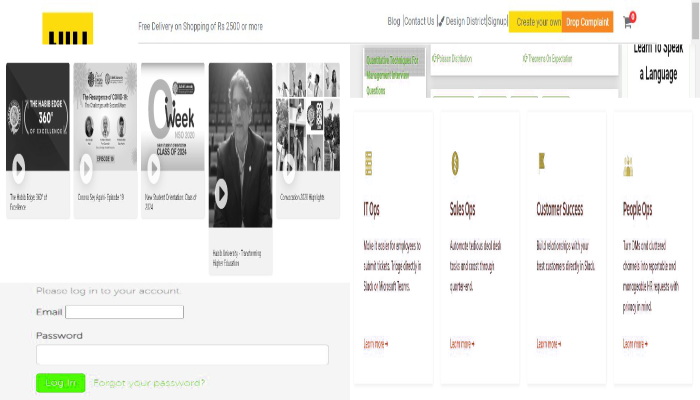 Free Delivery on Shopping of Rs 2500 or more
Blog |Contact Us | Design District|Signup|
Create your own
Drop Complaint
0
Quantitative Techniques For
Management Interview
Questions
Poisson Distribution
Theorems On Expectation
Learn To Speak
a Language
THE HABIB EDGE
360°
OF EXCELLENCE
The Habib Edge: 360° of
Excellence
The Resurgence of COVID-19:
EPISODE 19
Corona Say Agahi - Episode 19
Week
NSO 2020
NEW STUDENT ORIENTATION
CLASS OF 2024
New Student Orientation: Class of
2024
Habib University - Transforming
Higher Education
Convocation 2020 Highlights
IT Ops
Make it easier for employees to
submit tickets. Triage directly in
Slack or Microsoft Teams.
Learn more
Sales Ops
Automate tedious deal desk
tasks and coast through
quarter-end.
Learn more
Customer Success
Build relationships with your
best customers directly in Slack.
Learn more
People Ops
Turn DMs and cluttered
channels into reportable and
manageable HR requests with
privacy in mind.
Learn more
Please log in to your account.
Email
Password
Log In
Forgot your password?